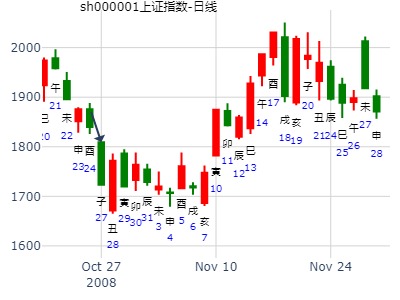 sh000001上证指数-日线
2000
1900
1800
1700
1600
巳
20
午
21
未
22
申
23
酉
24
子
27
丑
28
寅
29
卯
30
辰
31
未
3
申
4
酉
5
戌
6
亥
7
寅
10
卯
11
辰
12
巳
13
午
14
酉
17
戌
18
亥
19
子
20
丑
21
辰
24
巳
25
午
26
未
27
申
28
Oct 27
2008
Nov 10
Nov 24